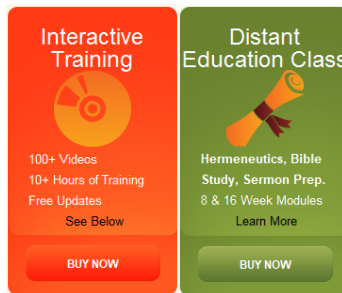 Interactive
Training
100+ Videos
10+ Hours of Training
Free Updates
See Below
BUY NOW
Distant
Education Class
Hermeneutics, Bible
Study, Sermon Prep.
8 & 16 Week Modules
Learn More
BUY NOW